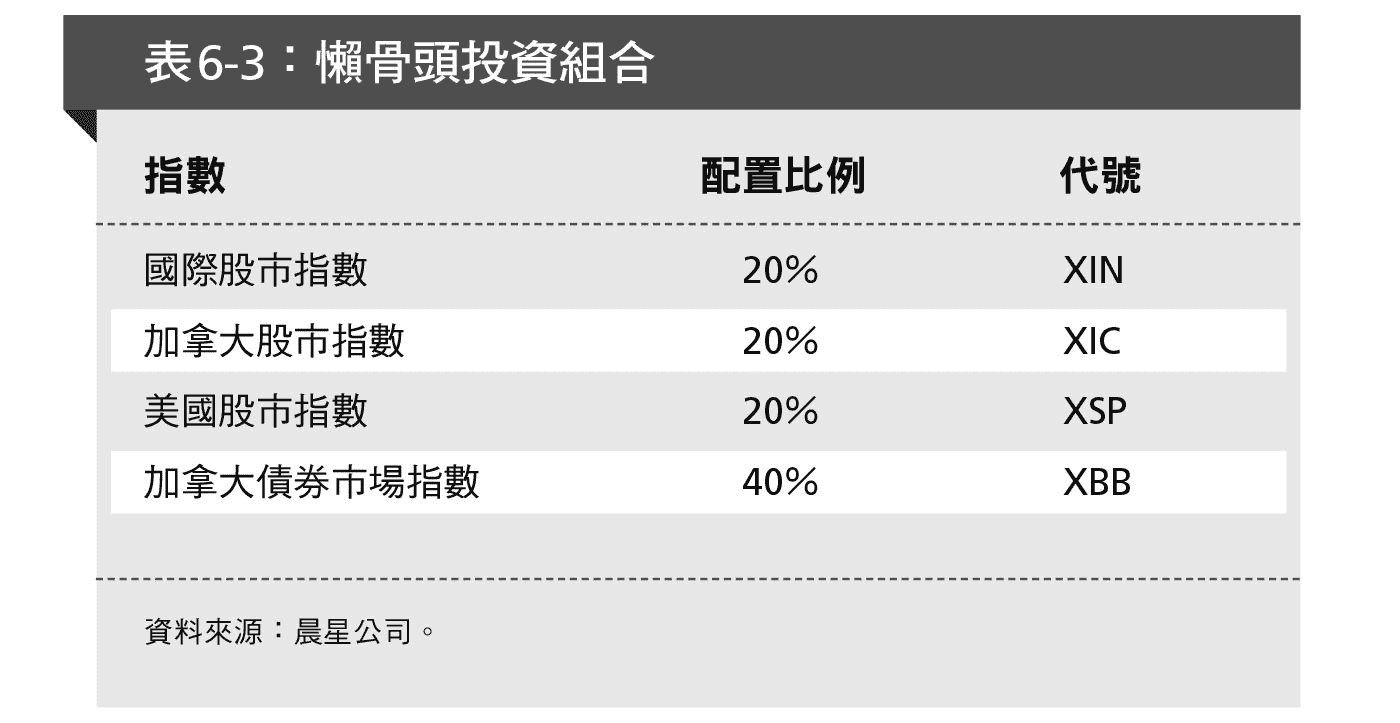 表6-3：懶骨頭投資組合
指數 配置比例 代號
國際股市指數 20% XIN
加拿大股市指數 20% XIC
美國股市指數 20% XSP
加拿大債券市場指數 40% XBB
資料來源：晨星公司。